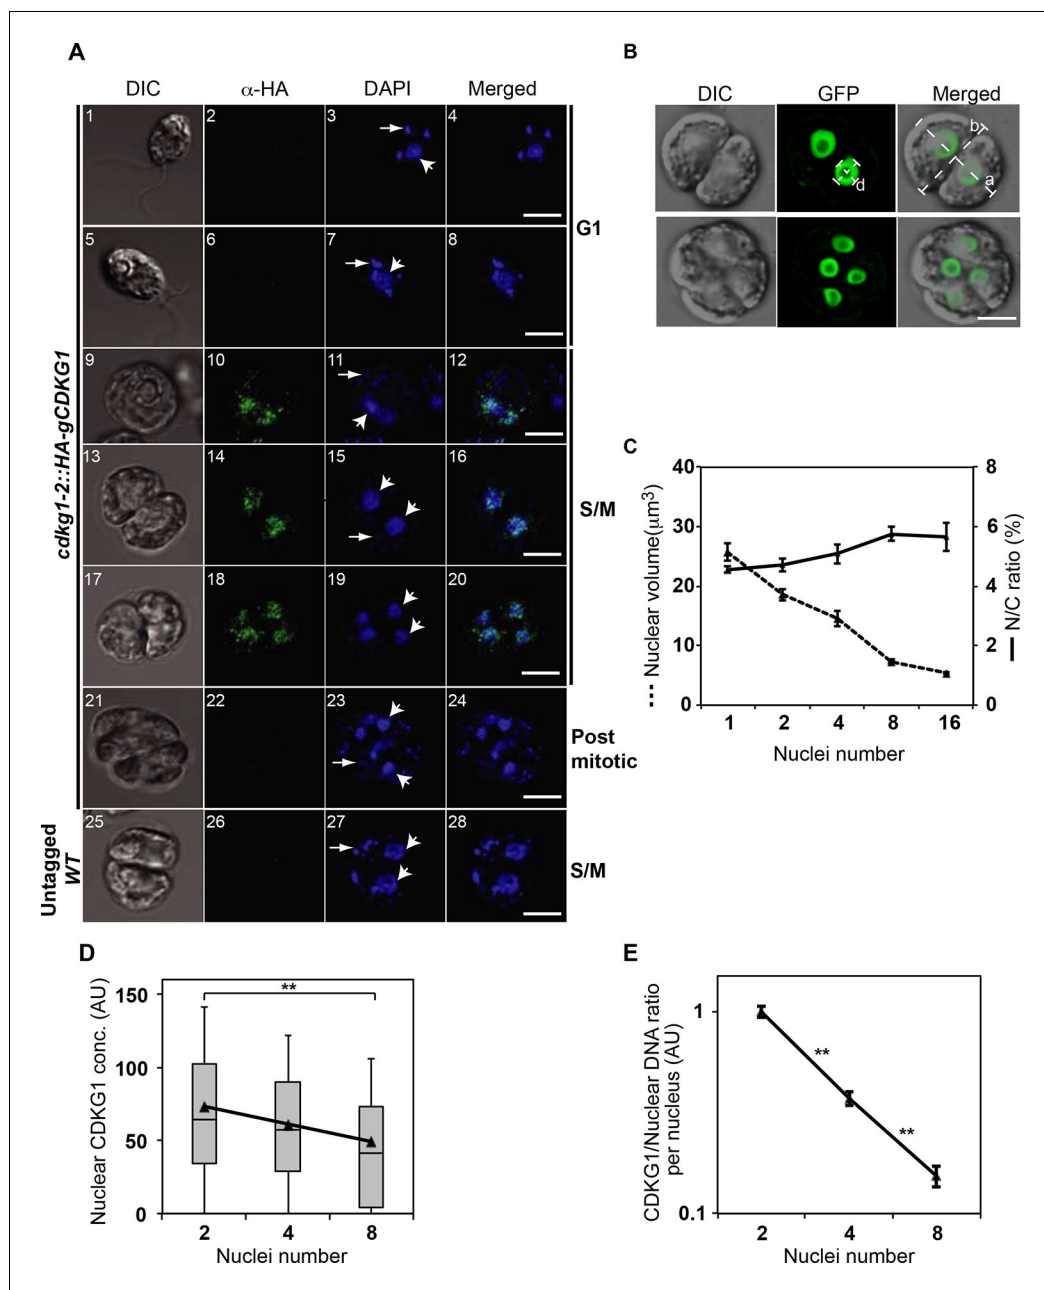 A
DIC α-HA DAPI Merged
1 2 3 4
5 6 7 8
G1
9 10 11 12
13 14 15 16
S/M
17 18 19 20
cdkg1-2::HA-gCDKG1
21 22 23 24
Post
mitotic
25 26 27 28
Untagged
WT
S/M
B
DIC GFP Merged
d
b
a
C
40
30
20
10
0
Nuclear volume(μm³)
8
6
4
2
0
N/C ratio (%)
1 2 4 8 16
Nuclei number
D
**
150
100
50
0
Nuclear CDKG1 conc. (AU)
2 4 8
Nuclei number
E
1
0.1
CDKG1/Nuclear DNA ratio
per nucleus (AU)
**
**
2 4 8
Nuclei number